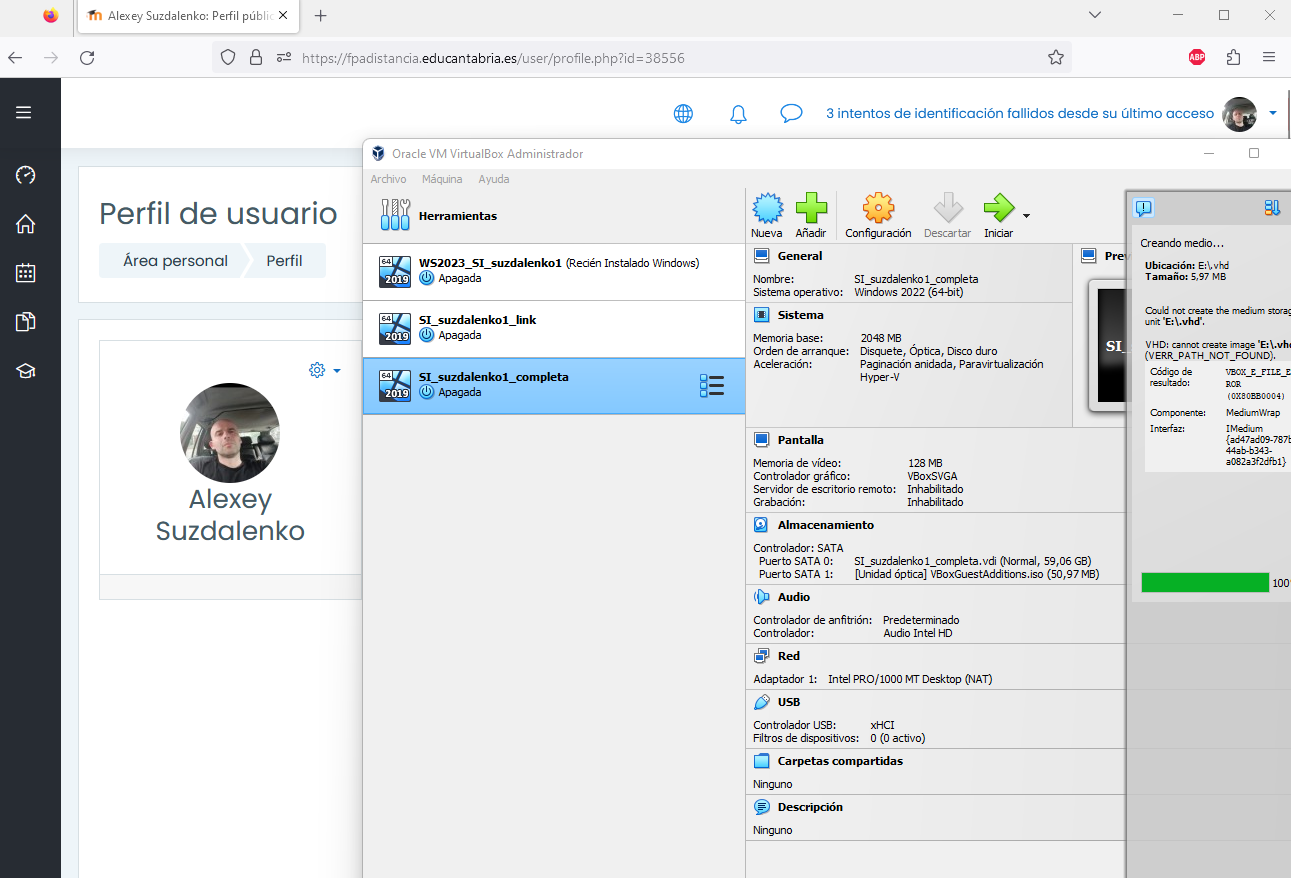 Alexey Suzdalenko: Perfil públic
https://fpadistancia.educantabria.es/user/profile.php?id=38556
ABP
3 intentos de identificación fallidos desde su último acceso
Perfil de usuario
Área personal
Perfil
Alexey
Suzdalenko
Oracle VM VirtualBox Administrador
Archivo Máquina Ayuda
Herramientas
Nueva Añadir Configuración Descartar Iniciar
64
2019
WS2023_SI_suzdalenko1 (Recién Instalado Windows)
Apagada
64
2019
SI_suzdalenko1_link
Apagada
64
2019
SI_suzdalenko1_completa
Apagada
General
Nombre: SI_suzdalenko1_completa
Sistema operativo: Windows 2022 (64-bit)
Sistema
Memoria base: 2048 MB
Orden de arranque: Disquete, Óptica, Disco duro
Aceleración: Paginación anidada, Paravirtualización
Hyper-V
Prev
SI_
Pantalla
Memoria de vídeo: 128 MB
Controlador gráfico: VBoxSVGA
Servidor de escritorio remoto: Inhabilitado
Grabación: Inhabilitado
Almacenamiento
Controlador: SATA
Puerto SATA 0: SI_suzdalenko1_completa.vdi (Normal, 59,06 GB)
Puerto SATA 1: [Unidad óptica] VBoxGuestAdditions.iso (50,97 MB)
Audio
Controlador de anfitrión: Predeterminado
Controlador: Audio Intel HD
Red
Adaptador 1: Intel PRO/1000 MT Desktop (NAT)
USB
Controlador USB: xHCI
Filtros de dispositivos: 0 (0 activo)
Carpetas compartidas
Ninguno
Descripción
Ninguno
Creando medio...
Ubicación: E:\.vhd
Tamaño: 5,97 MB
Could not create the medium storag
unit 'E:\.vhd'.
VHD: cannot create image 'E:\.vhd
(VERR_PATH_NOT_FOUND).
Código de resultado: VBOX_E_FILE_E
ROR
(0X80BB0004)
Componente: MediumWrap
Interfaz: IMedium
{ad47ad09-787b
44ab-b343-
a082a3f2dfb1}
100